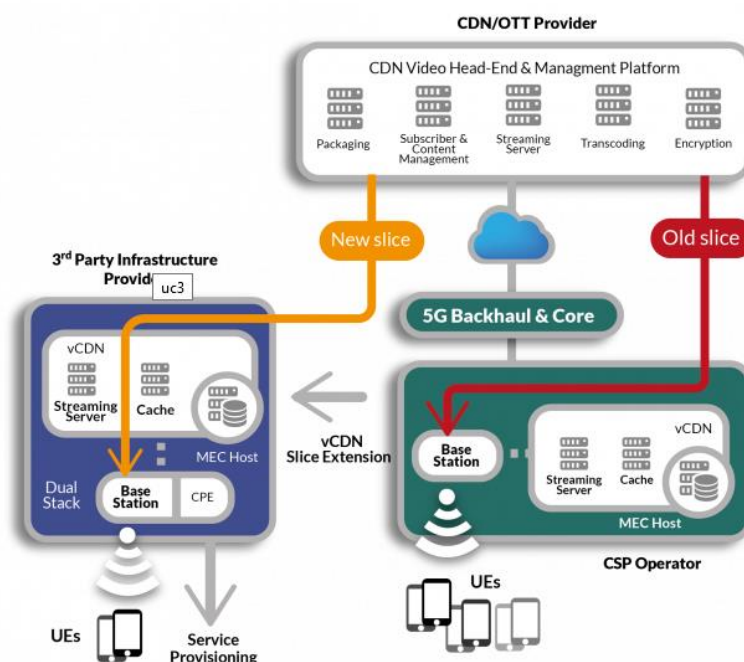 CDN/OTT Provider
CDN Video Head-End & Managment Platform
Packaging
Subscriber &
Content
Management
Streaming
Server
Transcoding
Encryption
New slice
Old slice
3rd Party Infrastructure
Provid
uc3
5G Backhaul & Core
vCDN
Streaming
Server
Cache
MEC Host
Dual
Stack
Base
Station
CPE
vCDN
Slice Extension
Base
Station
vCDN
Streaming
Server
Cache
MEC Host
CSP Operator
UEs
UEs
Service
Provisioning